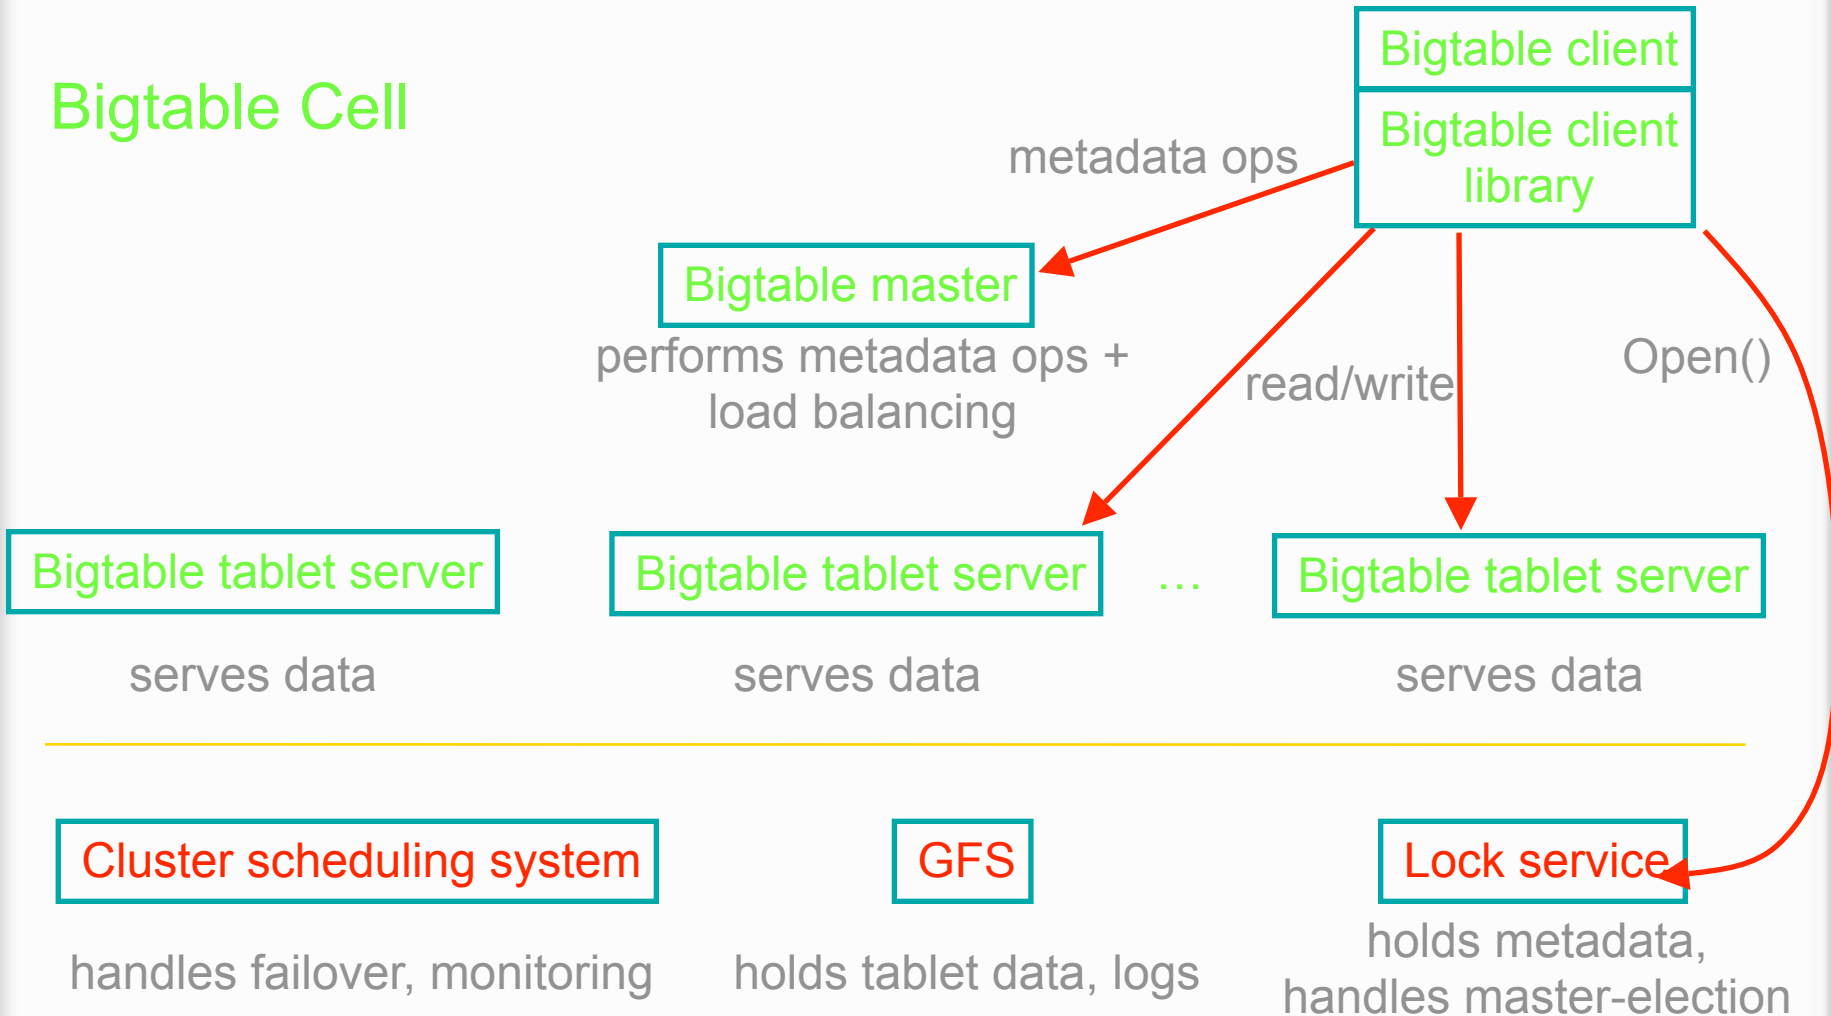 Bigtable client
Bigtable Cell
Bigtable client
library
metadata ops
Bigtable master
performs metadata ops +
load balancing
read/write
Open()
Bigtable tablet server
Bigtable tablet server
...
Bigtable tablet server
serves data
serves data
serves data
Cluster scheduling system
GFS
Lock service
handles failover, monitoring
holds tablet data, logs
holds metadata,
handles master-election